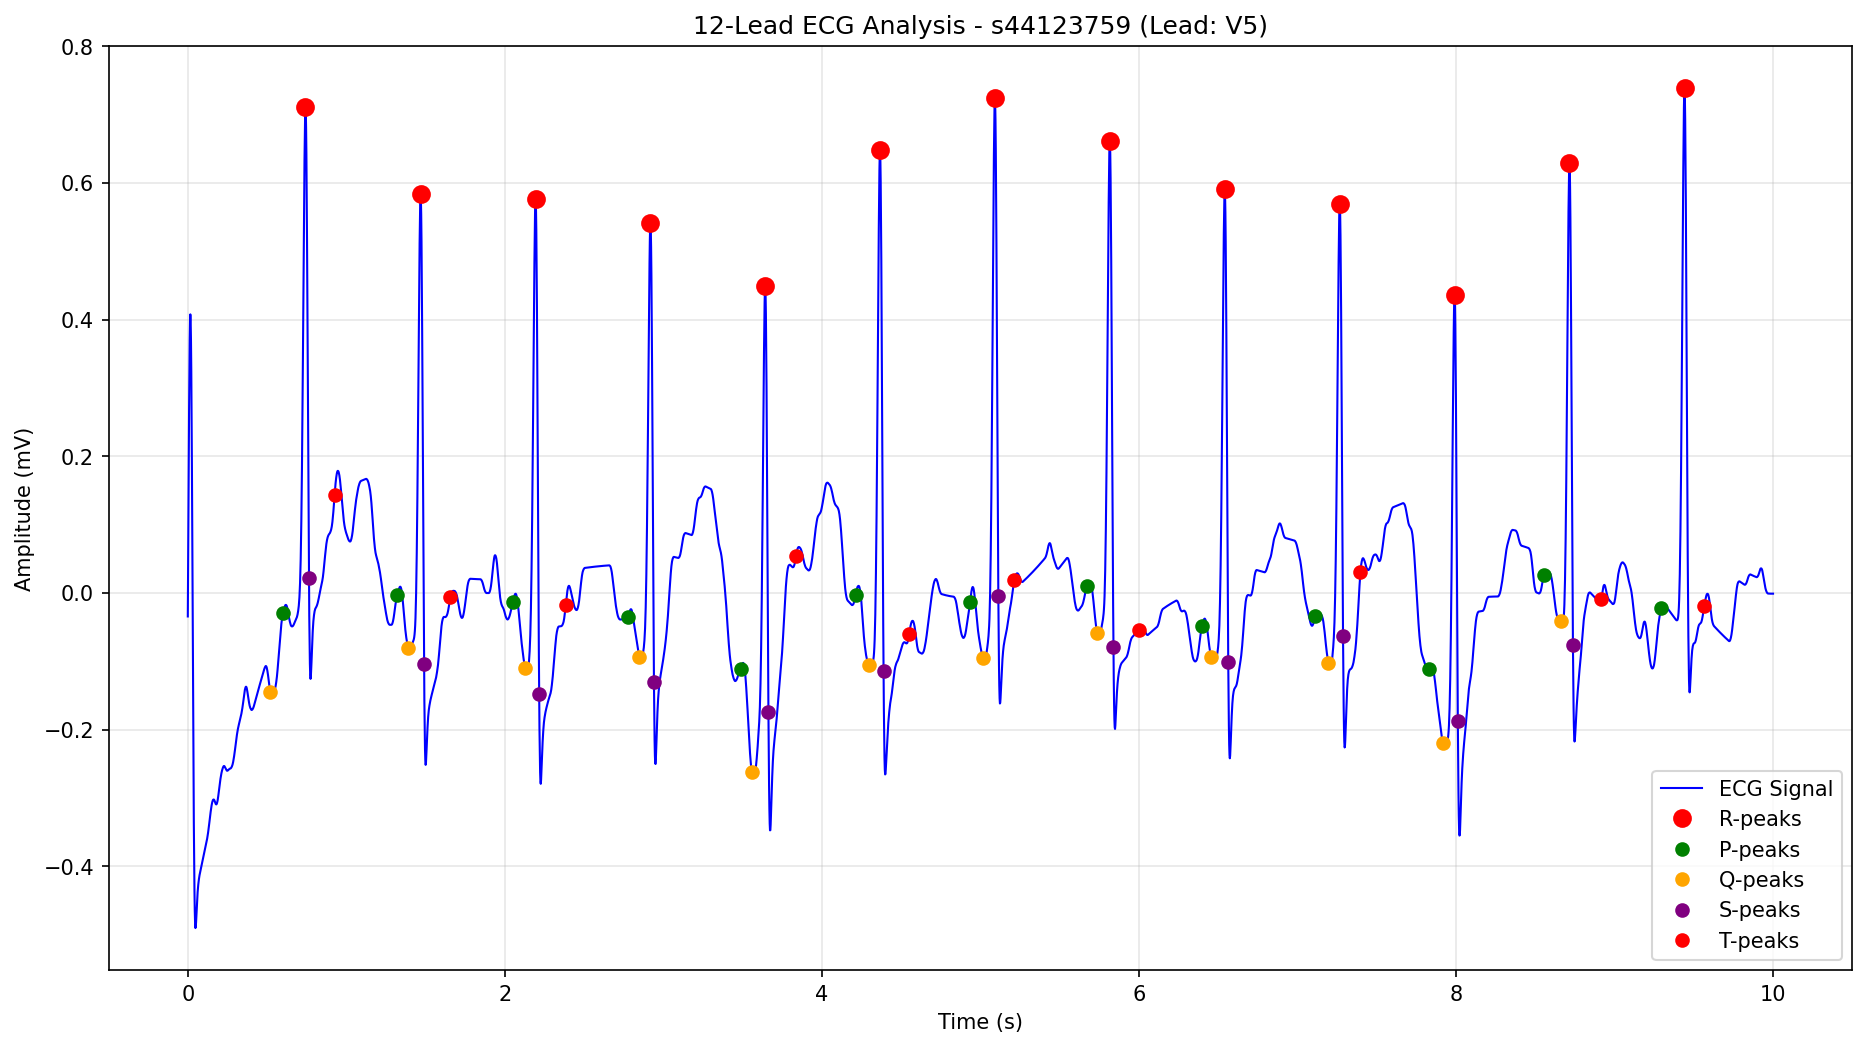 12-Lead ECG Analysis - s44123759 (Lead: V5)
Amplitude (mV)
0.8
0.6
0.4
0.2
0.0
−0.2
−0.4
ECG Signal
R-peaks
P-peaks
Q-peaks
S-peaks
T-peaks
0 2 4 6 8 10
Time (s)